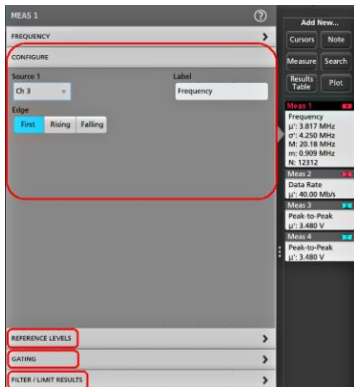 MEAS 1
?
FREQUENCY
CONFIGURE
Source 1
Label
Ch 3
Frequency
Edge
First Rising Falling
REFERENCE LEVELS
GATING
FILTER / LIMIT RESULTS
Add New...
Cursors Note
Measure Search
Results Table Plot
Meas 1
Frequency
μ': 3.817 MHz
σ': 4.250 MHz
M: 20.18 MHz
m: 0.909 MHz
N: 12312
Meas 2
Data Rate
μ': 40.00 Mb/s
Meas 3
Peak-to-Peak
μ': 3.480 V
Meas 4
Peak-to-Peak
μ': 3.480 V